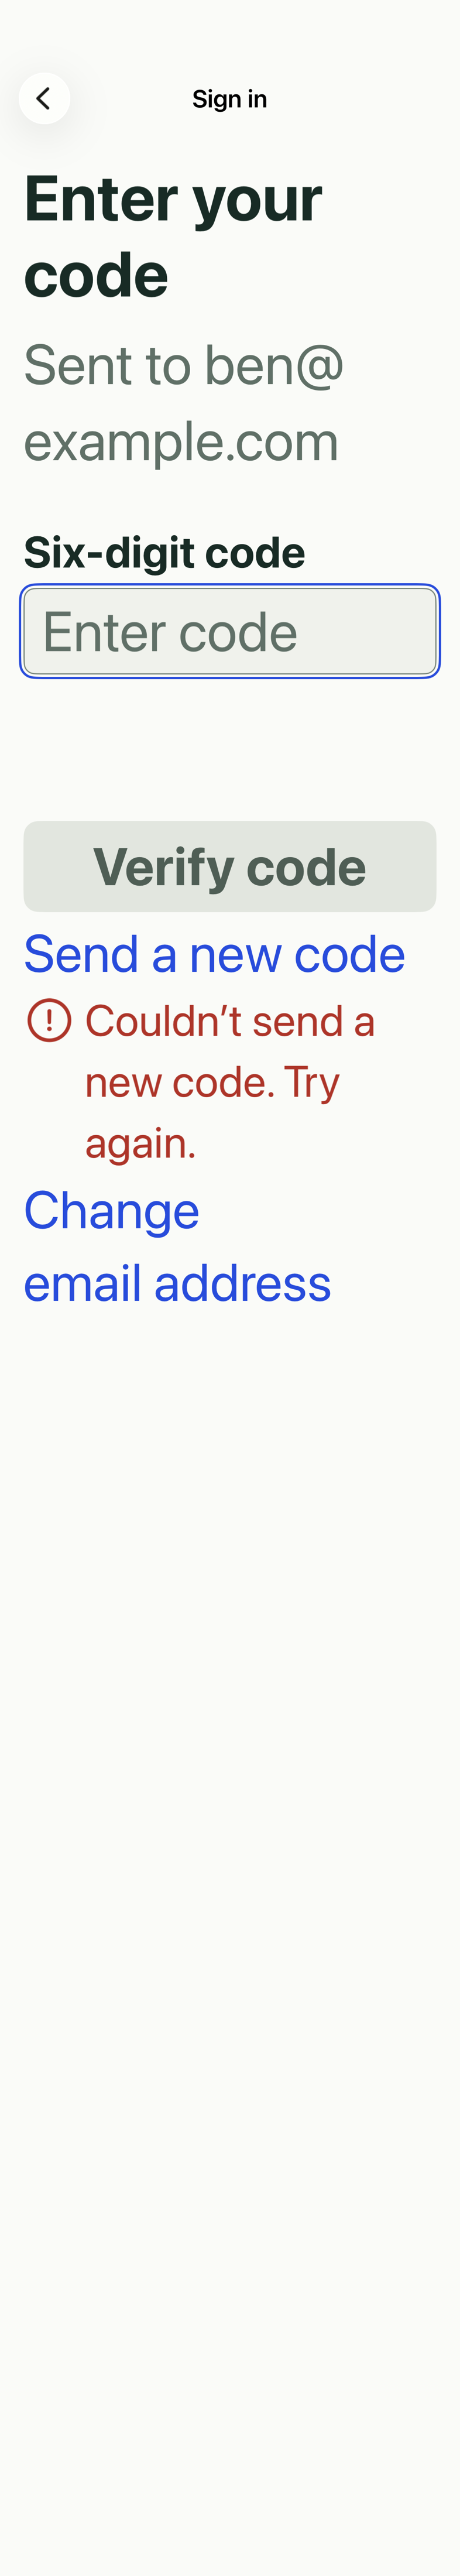 Sign in
Enter your
code
Sent to ben@
example.com
Six-digit code
Enter code
Verify code
Send a new code
Couldn’t send a
new code. Try
again.
Change
email address